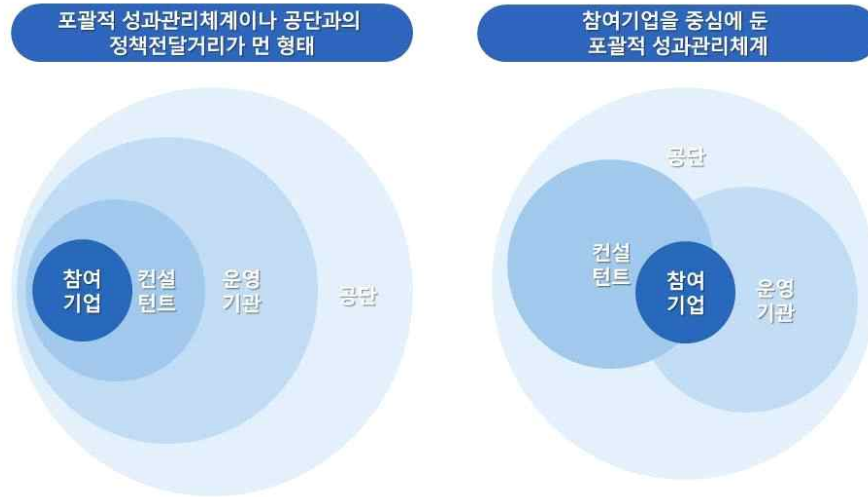 포괄적 성과관리체계이나 공단과의
정책전달거리가 먼 형태
참여
기업
컨설
턴트
운영
기관
공단
참여기업을 중심에 둔
포괄적 성과관리체계
공단
컨설
턴트
참여
기업
운영
기관